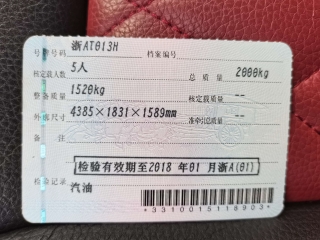 号牌号码 浙AT013H 档案编号
核定载人数 5人 总质量 2000kg
整备质量 1520kg 核定载质量 --
外廓尺寸 4385×1831×1589mm 准牵引总质量 --
备注
检验有效期至2018 年01 月浙A(01)
检验记录 汽油
*3310015118903*